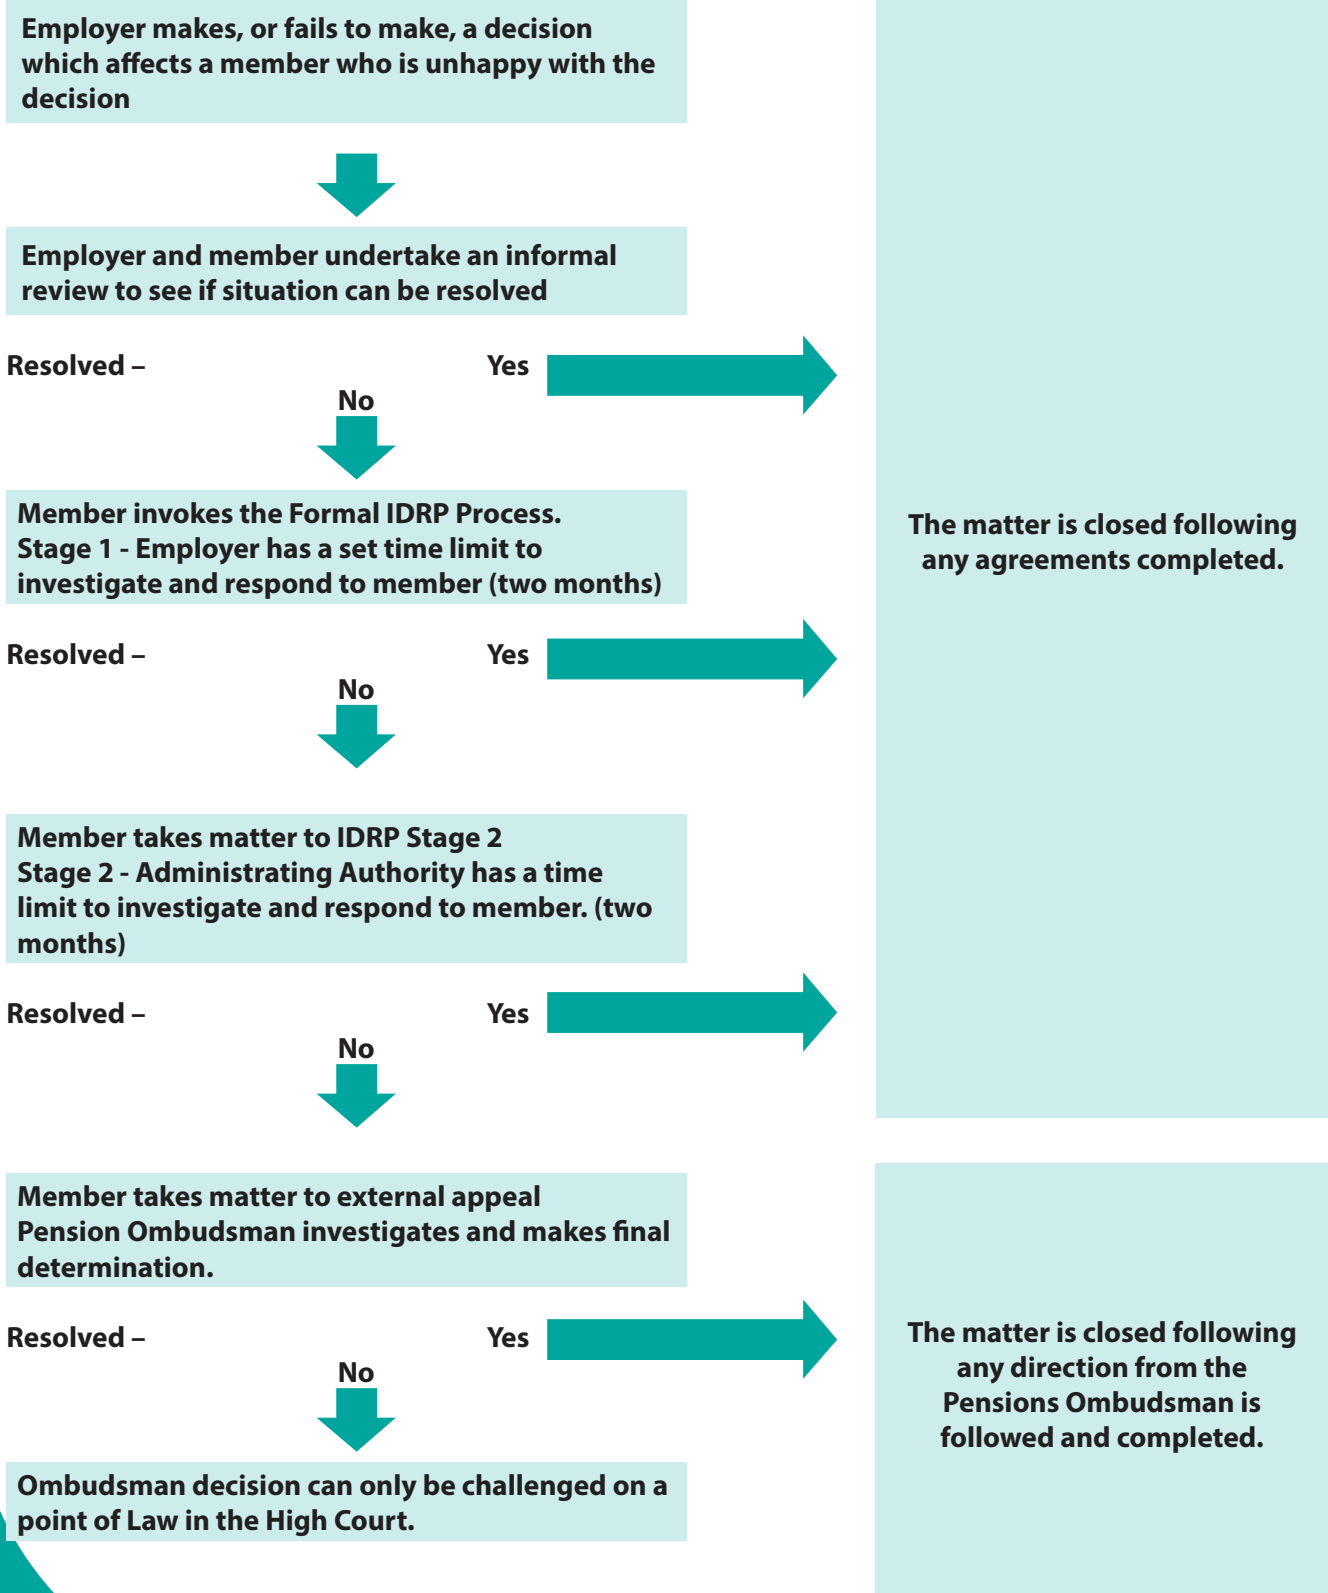 Employer makes, or fails to make, a decision
which affects a member who is unhappy with the
decision
Employer and member undertake an informal
review to see if situation can be resolved
Resolved – Yes
No
Member invokes the Formal IDRP Process.
Stage 1 - Employer has a set time limit to
investigate and respond to member (two months)
Resolved – Yes
No
Member takes matter to IDRP Stage 2
Stage 2 - Administrating Authority has a time
limit to investigate and respond to member. (two
months)
Resolved – Yes
No
The matter is closed following
any agreements completed.
Member takes matter to external appeal
Pension Ombudsman investigates and makes final
determination.
Resolved – Yes
No
Ombudsman decision can only be challenged on a
point of Law in the High Court.
The matter is closed following
any direction from the
Pensions Ombudsman is
followed and completed.